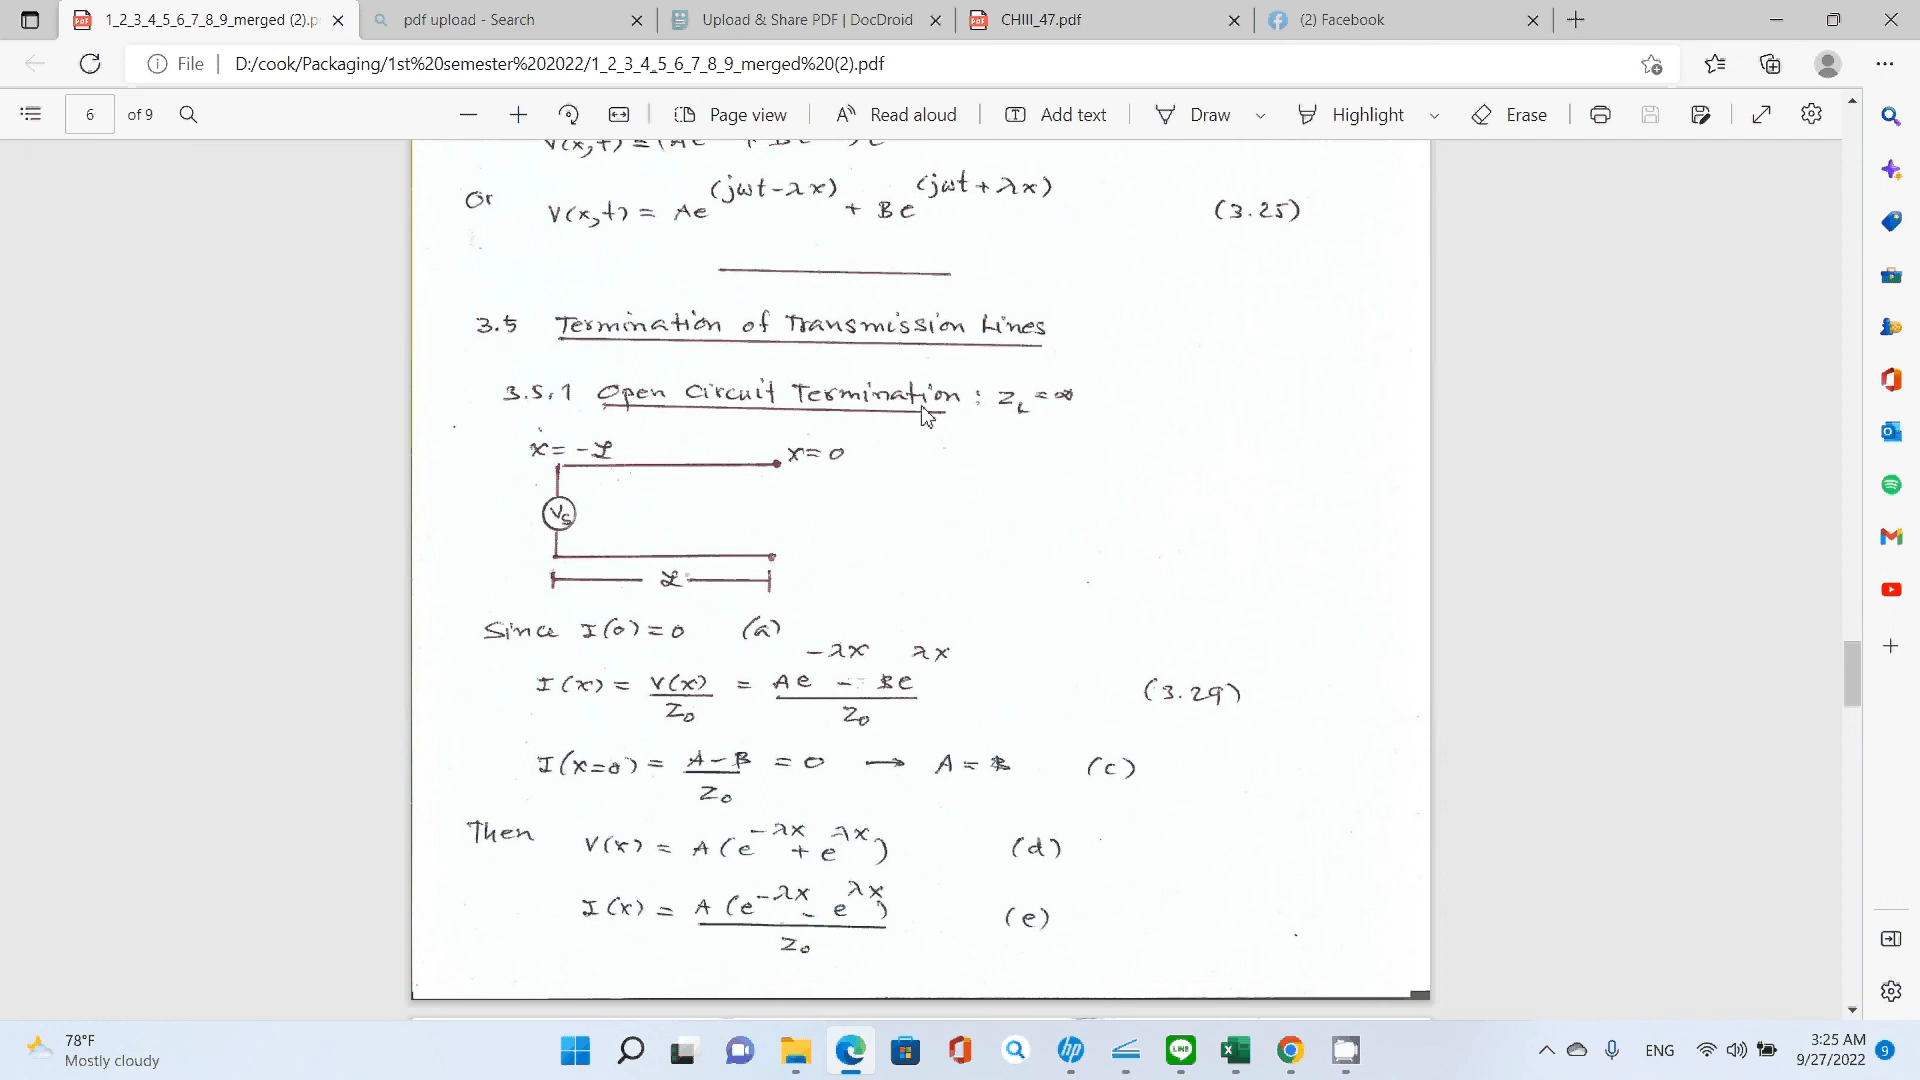 1_2_3_4_5_6_7_8_9_merged (2).p
pdf upload - Search
Upload & Share PDF | DocDroid
CHIII_47.pdf
(2) Facebook
File
D:/cook/Packaging/1st%20semester%202022/1_2_3_4_5_6_7_8_9_merged%20(2).pdf
6 of 9
Page view
Read aloud
Add text
Draw
Highlight
Erase
Or V(x,t) = Ae^(jωt-λx) + Be^(jωt+λx) (3.25)
3.5 Termination of Transmission Lines
3.5.1 Open Circuit Termination : Z_L = ∞
x = -ℒ
x = 0
Vs
ℒ
Since I(0) = 0 (a)
I(x) = V(x)/Z₀ = (Ae^-λx - Be^λx)/Z₀ (3.29)
I(x=0) = (A-B)/Z₀ = 0 → A = B (c)
Then V(x) = A(e^-λx + e^λx) (d)
I(x) = A(e^-λx - e^λx)/Z₀ (e)
78°F
Mostly cloudy
ENG
3:25 AM
9/27/2022
9